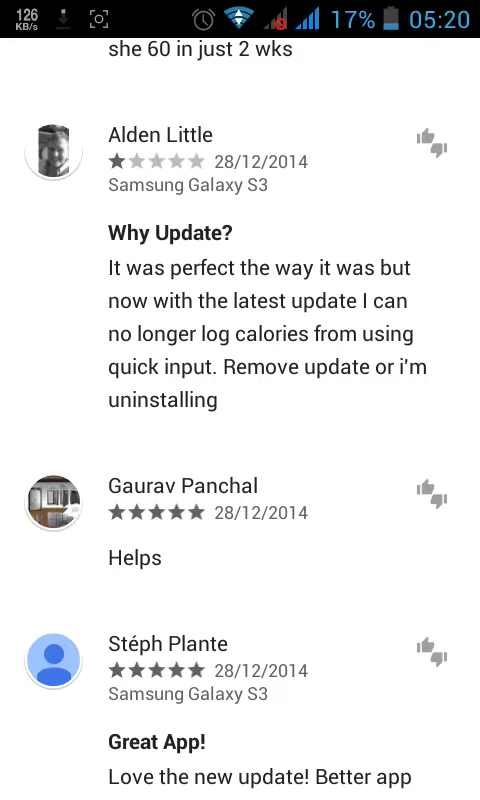 126
KB/s
17%
05:20
she 60 in just 2 wks
Alden Little
28/12/2014
Samsung Galaxy S3
Why Update?
It was perfect the way it was but
now with the latest update I can
no longer log calories from using
quick input. Remove update or i'm
uninstalling
Gaurav Panchal
28/12/2014
Helps
Stéph Plante
28/12/2014
Samsung Galaxy S3
Great App!
Love the new update! Better app